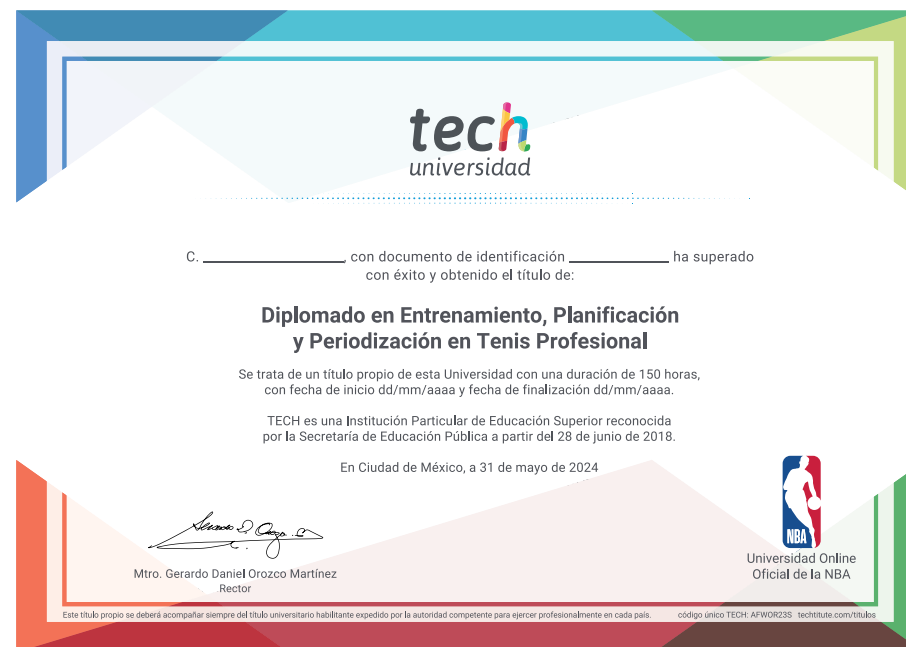 tech
universidad
C. ____________________, con documento de identificación ______________ ha superado
con éxito y obtenido el título de:
Diplomado en Entrenamiento, Planificación
y Periodización en Tenis Profesional
Se trata de un título propio de esta Universidad con una duración de 150 horas,
con fecha de inicio dd/mm/aaaa y fecha de finalización dd/mm/aaaa.
TECH es una Institución Particular de Educación Superior reconocida
por la Secretaría de Educación Pública a partir del 28 de junio de 2018.
En Ciudad de México, a 31 de mayo de 2024
Mtro. Gerardo Daniel Orozco Martínez
Rector
NBA
Universidad Online
Oficial de la NBA
Este título propio se deberá acompañar siempre del título universitario habilitante expedido por la autoridad competente para ejercer profesionalmente en cada país. código único TECH: AFWOR23S techtitute.com/titulos